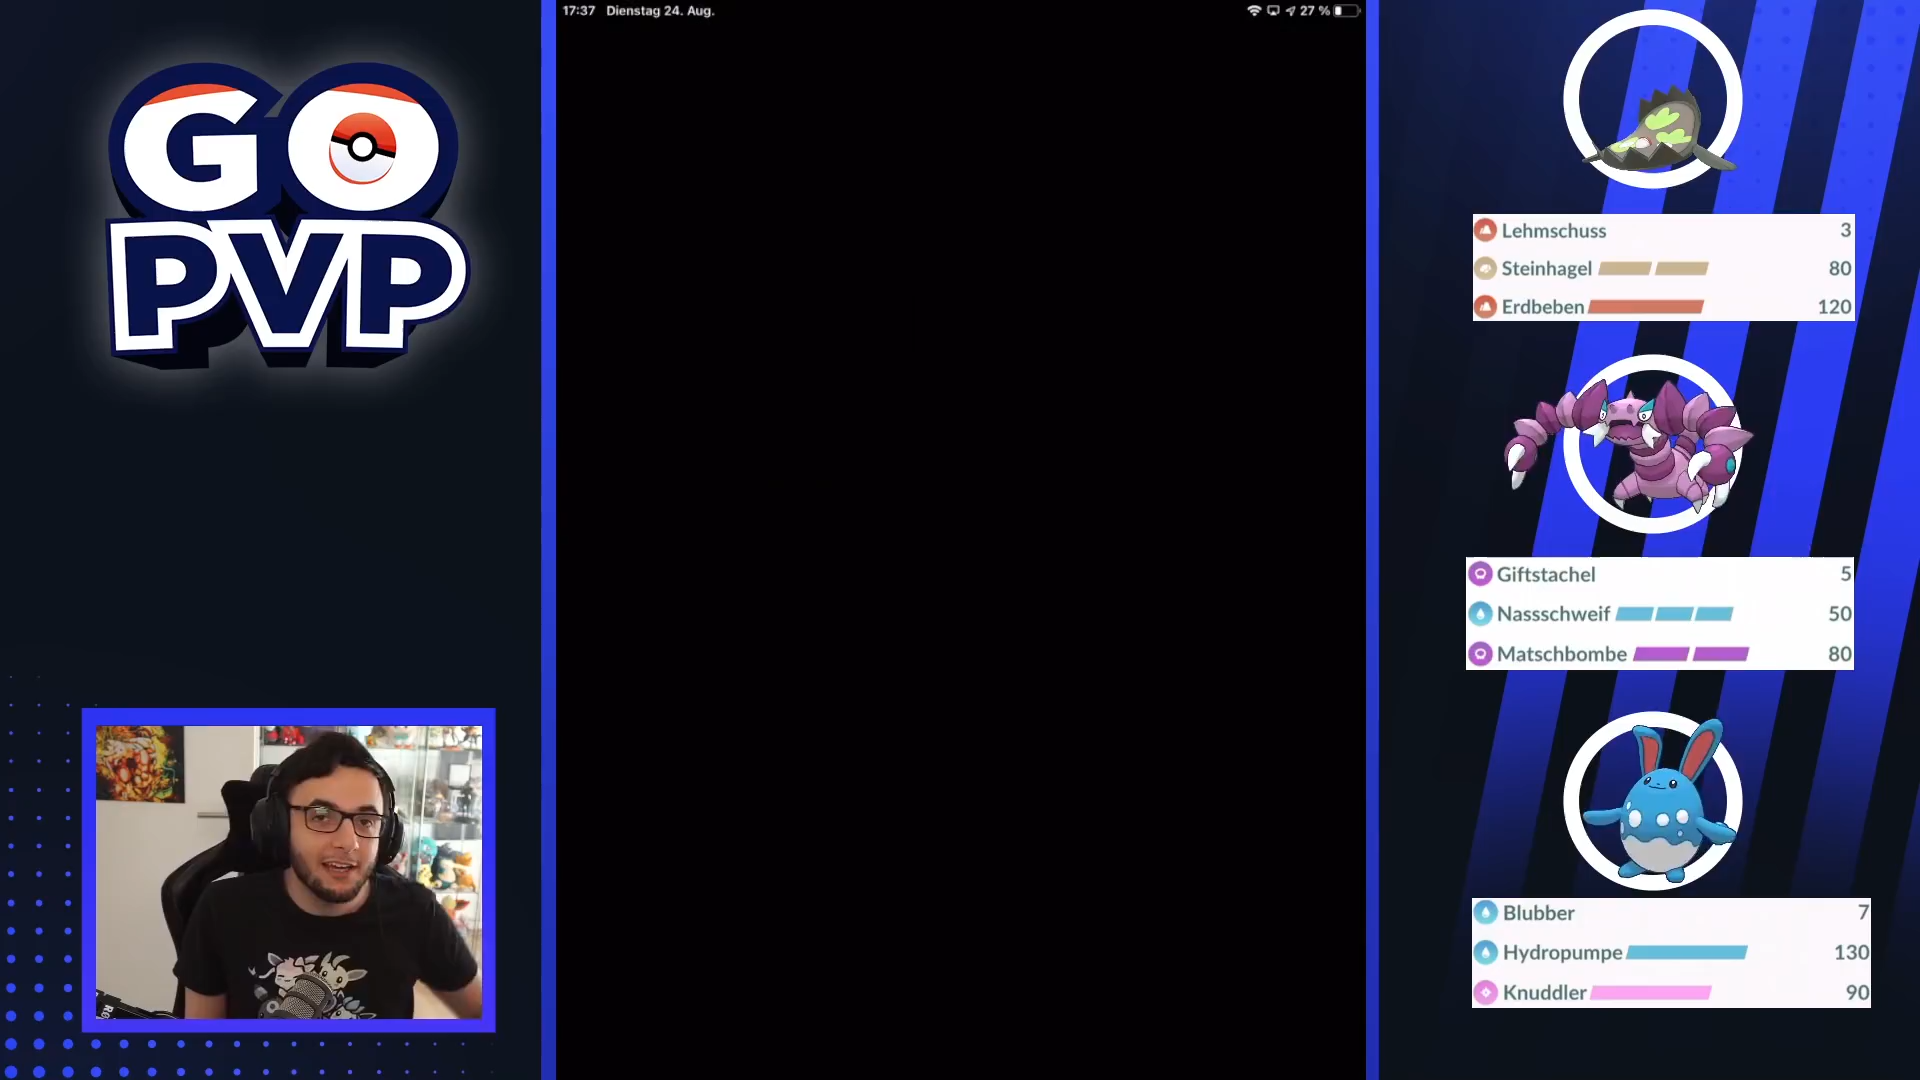 17:37 Dienstag 24. Aug.
27 %
GO
PVP
Lehmschuss 3
Steinhagel 80
Erdbeben 120
Giftstachel 5
Nassschweif 50
Matschbombe 80
Blubber 7
Hydropumpe 130
Knuddler 90